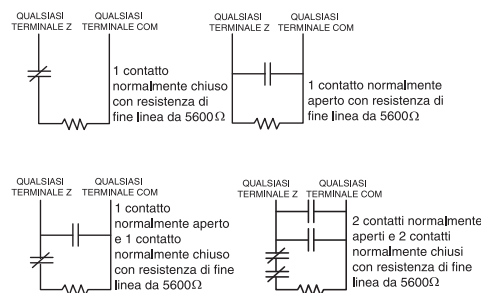 QUALSIASI
TERMINALE Z
QUALSIASI
TERMINALE COM
1 contatto
normalmente chiuso
con resistenza di
fine linea da 5600Ω
QUALSIASI
TERMINALE Z
QUALSIASI
TERMINALE COM
1 contatto normalmente
aperto con resistenza di
fine linea da 5600Ω
QUALSIASI
TERMINALE Z
QUALSIASI
TERMINALE COM
1 contatto
normalmente aperto
e 1 contatto
normalmente chiuso
con resistenza di fine
linea da 5600Ω
QUALSIASI
TERMINALE Z
QUALSIASI
TERMINALE COM
2 contatti normalmente
aperti e 2 contatti
normalmente chiusi
con resistenza di fine
linea da 5600Ω